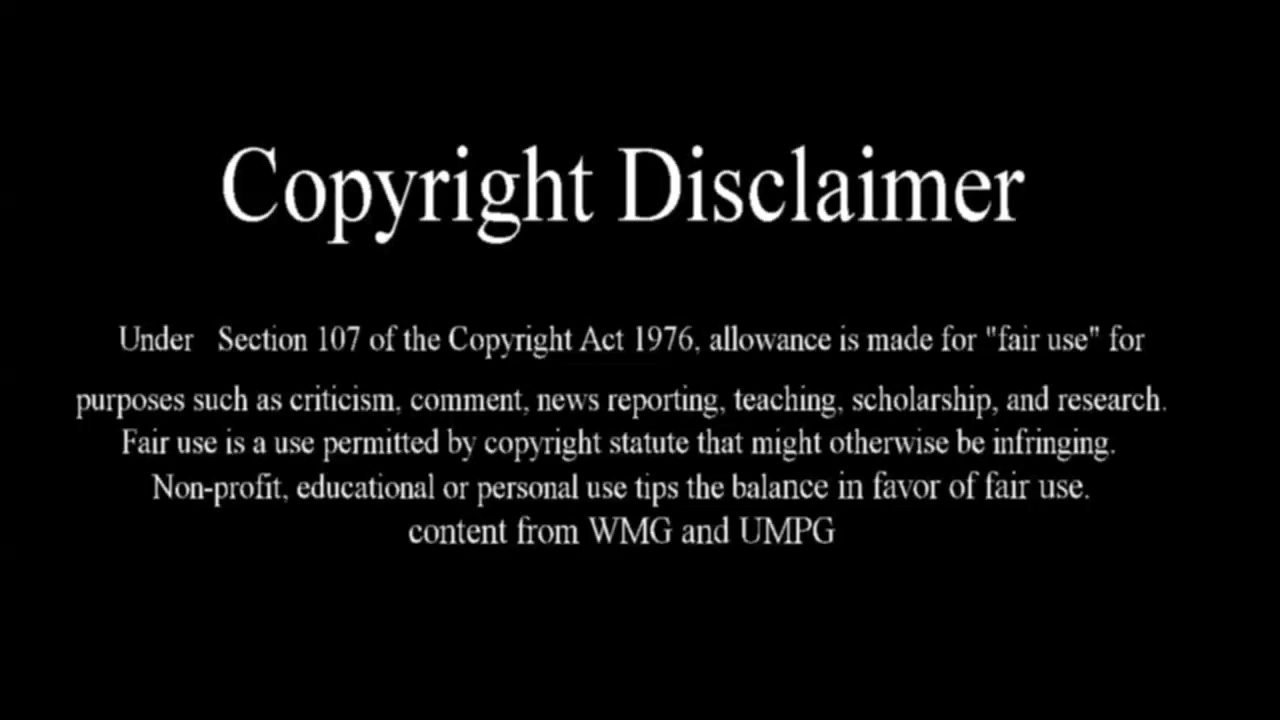 Copyright Disclaimer
Under Section 107 of the Copyright Act 1976, allowance is made for "fair use" for
purposes such as criticism, comment, news reporting, teaching, scholarship, and research.
Fair use is a use permitted by copyright statute that might otherwise be infringing.
Non-profit, educational or personal use tips the balance in favor of fair use.
content from WMG and UMPG